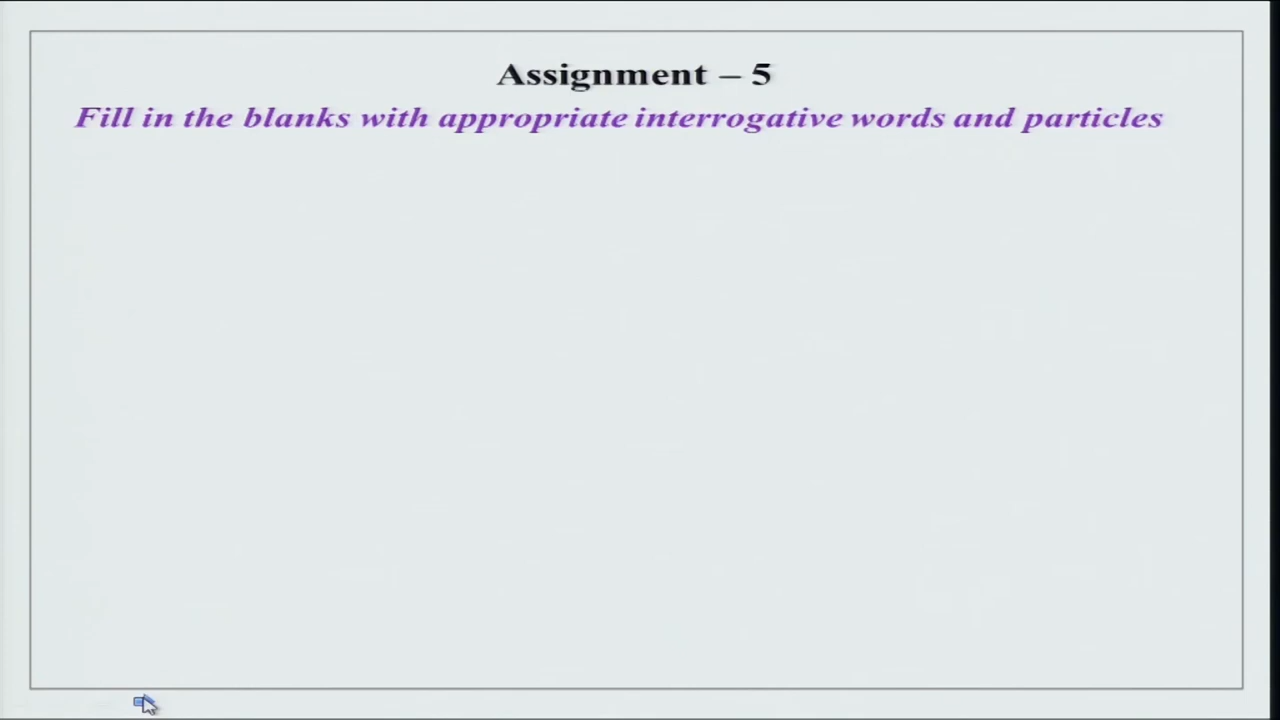 Assignment – 5
Fill in the blanks with appropriate interrogative words and particles